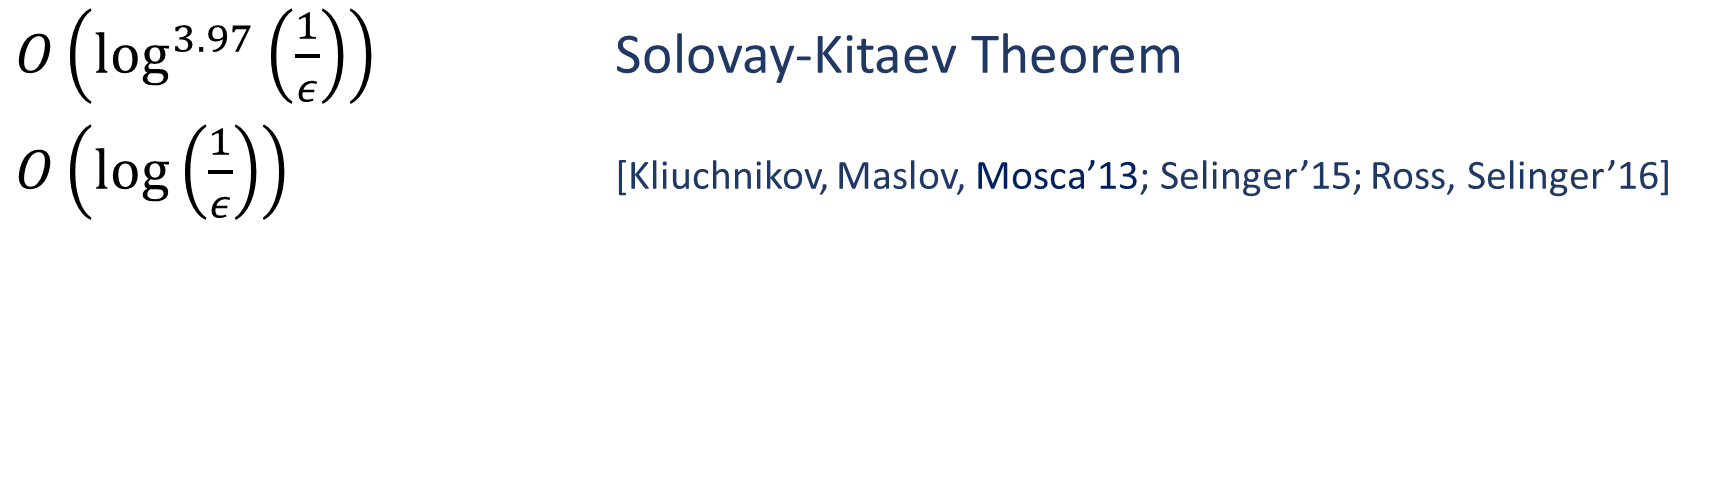 O(log^3.97(1/ϵ)) Solovay-Kitaev Theorem
O(log(1/ϵ)) [Kliuchnikov, Maslov, Mosca’13; Selinger’15; Ross, Selinger’16]